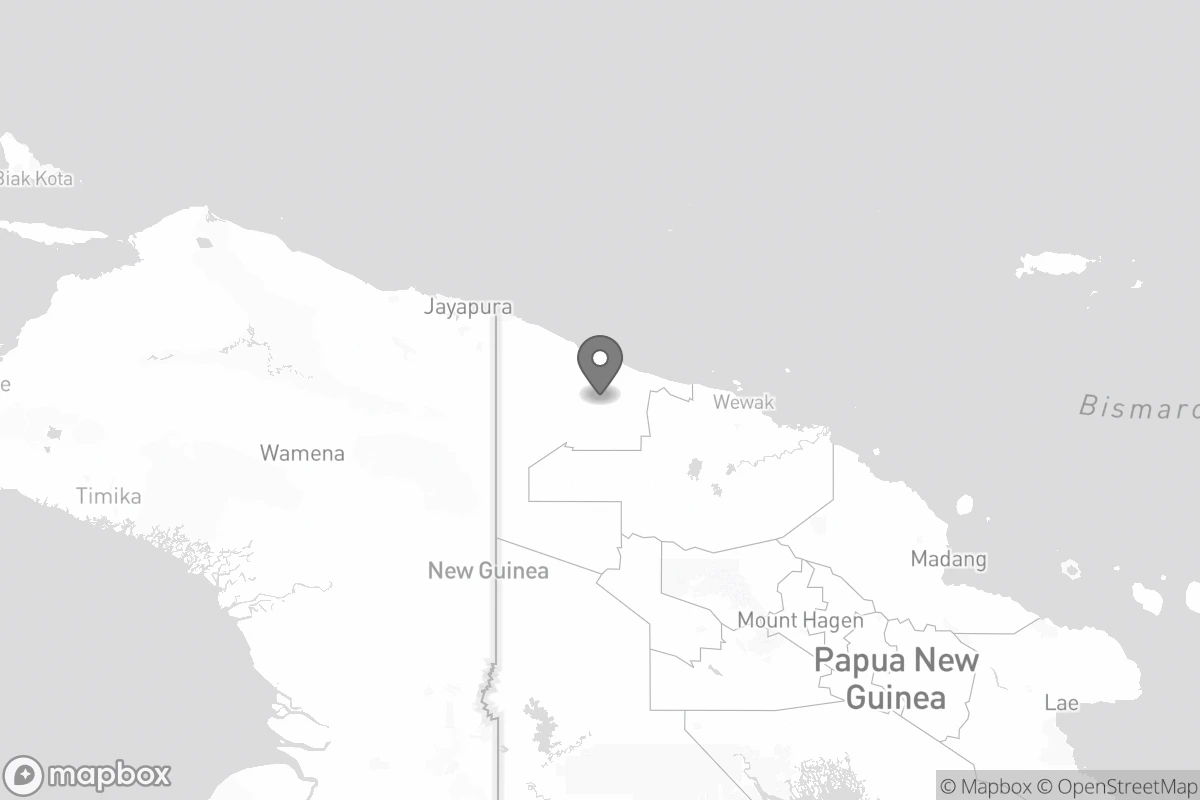 Biak Kota
Jayapura
e
Wewak
Bismarc
Wamena
Timika
New Guinea
Madang
Mount Hagen
Papua New
Guinea
Lae
mapbox
© Mapbox © OpenStreetMap